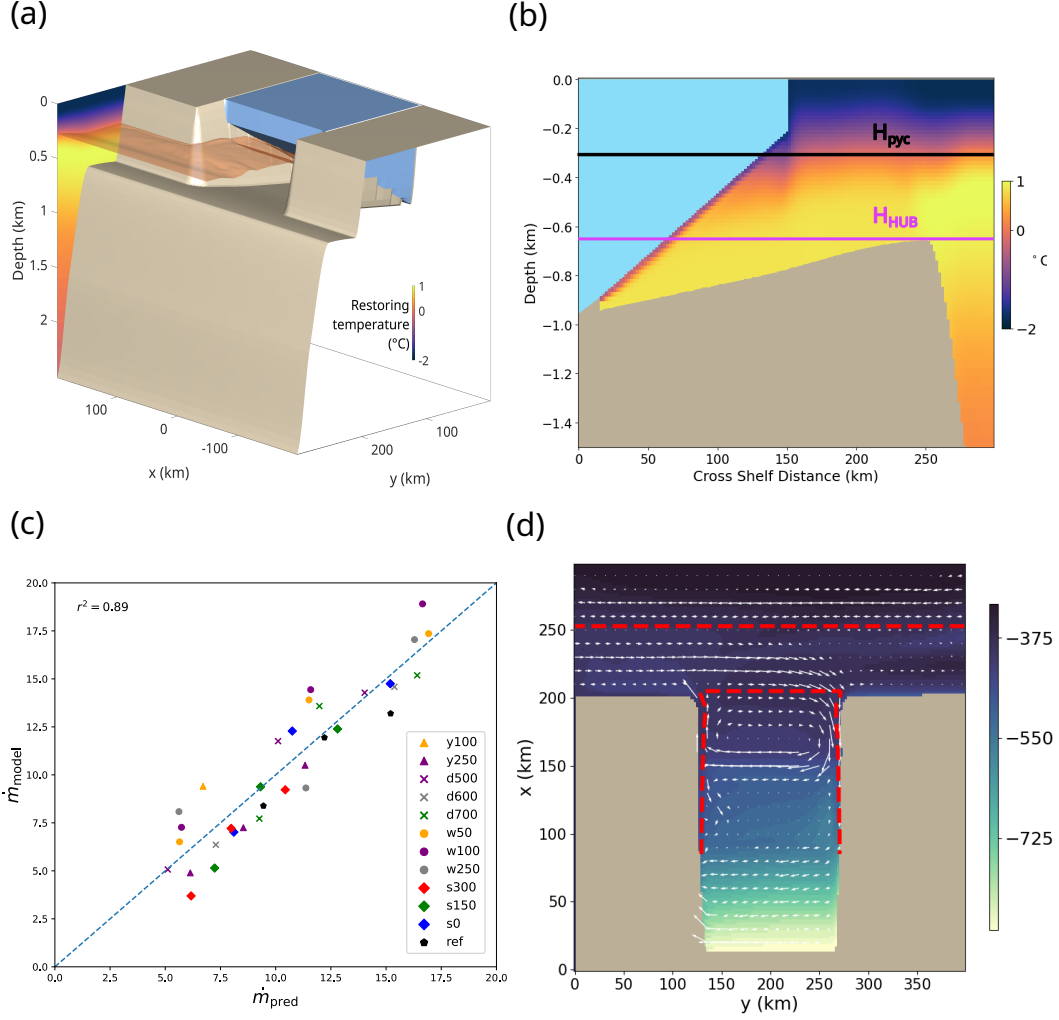 (a)
0
0.5
1
1.5
2
Depth (km)
Restoring
temperature
(°C)
1
0
-2
100
0
-100
x (km)
200
100
y (km)
(b)
0.0
−0.2
−0.4
−0.6
−0.8
−1.0
−1.2
−1.4
Depth (km)
H_pyc
H_HUB
0
50
100
150
200
250
Cross Shelf Distance (km)
1
0
−2
°C
(c)
20.0
17.5
15.0
12.5
10.0
7.5
5.0
2.5
0.0
ṁ_model
r² = 0.89
y100
y250
d500
d600
d700
w50
w100
w250
s300
s150
s0
ref
0.0
2.5
5.0
7.5
10.0
12.5
15.0
17.5
20.0
ṁ_pred
(d)
250
200
150
100
50
0
x (km)
0
50
100
150
200
250
300
350
y (km)
−375
−550
−725